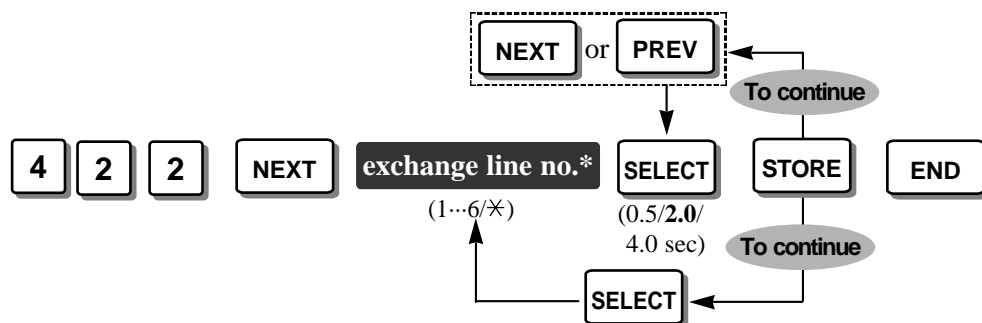 NEXT or PREV
To continue
4 2 2 NEXT exchange line no.* SELECT STORE END
(1···6/✳) (0.5/2.0/
4.0 sec)
To continue
SELECT